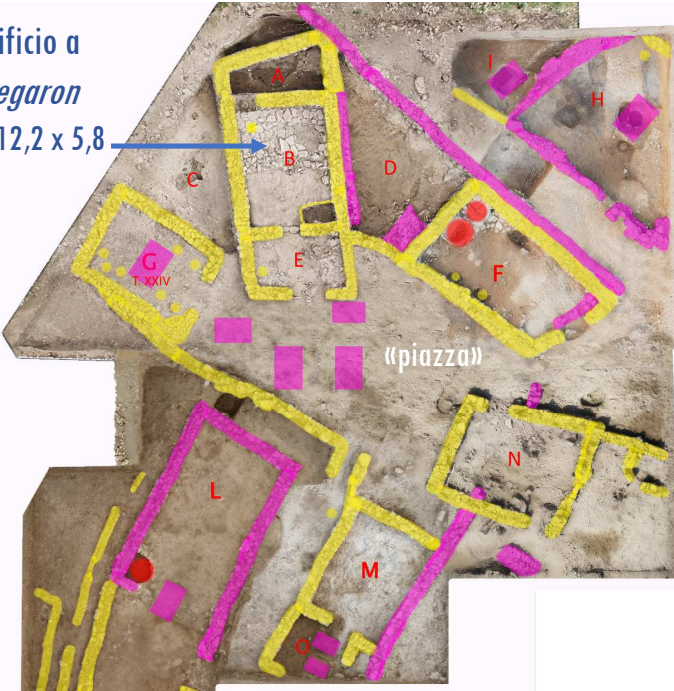 ificio a
egaron
12,2 x 5,8
A
B
C
D
E
F
G
T. XXIV
H
I
«piazza»
L
M
N
O